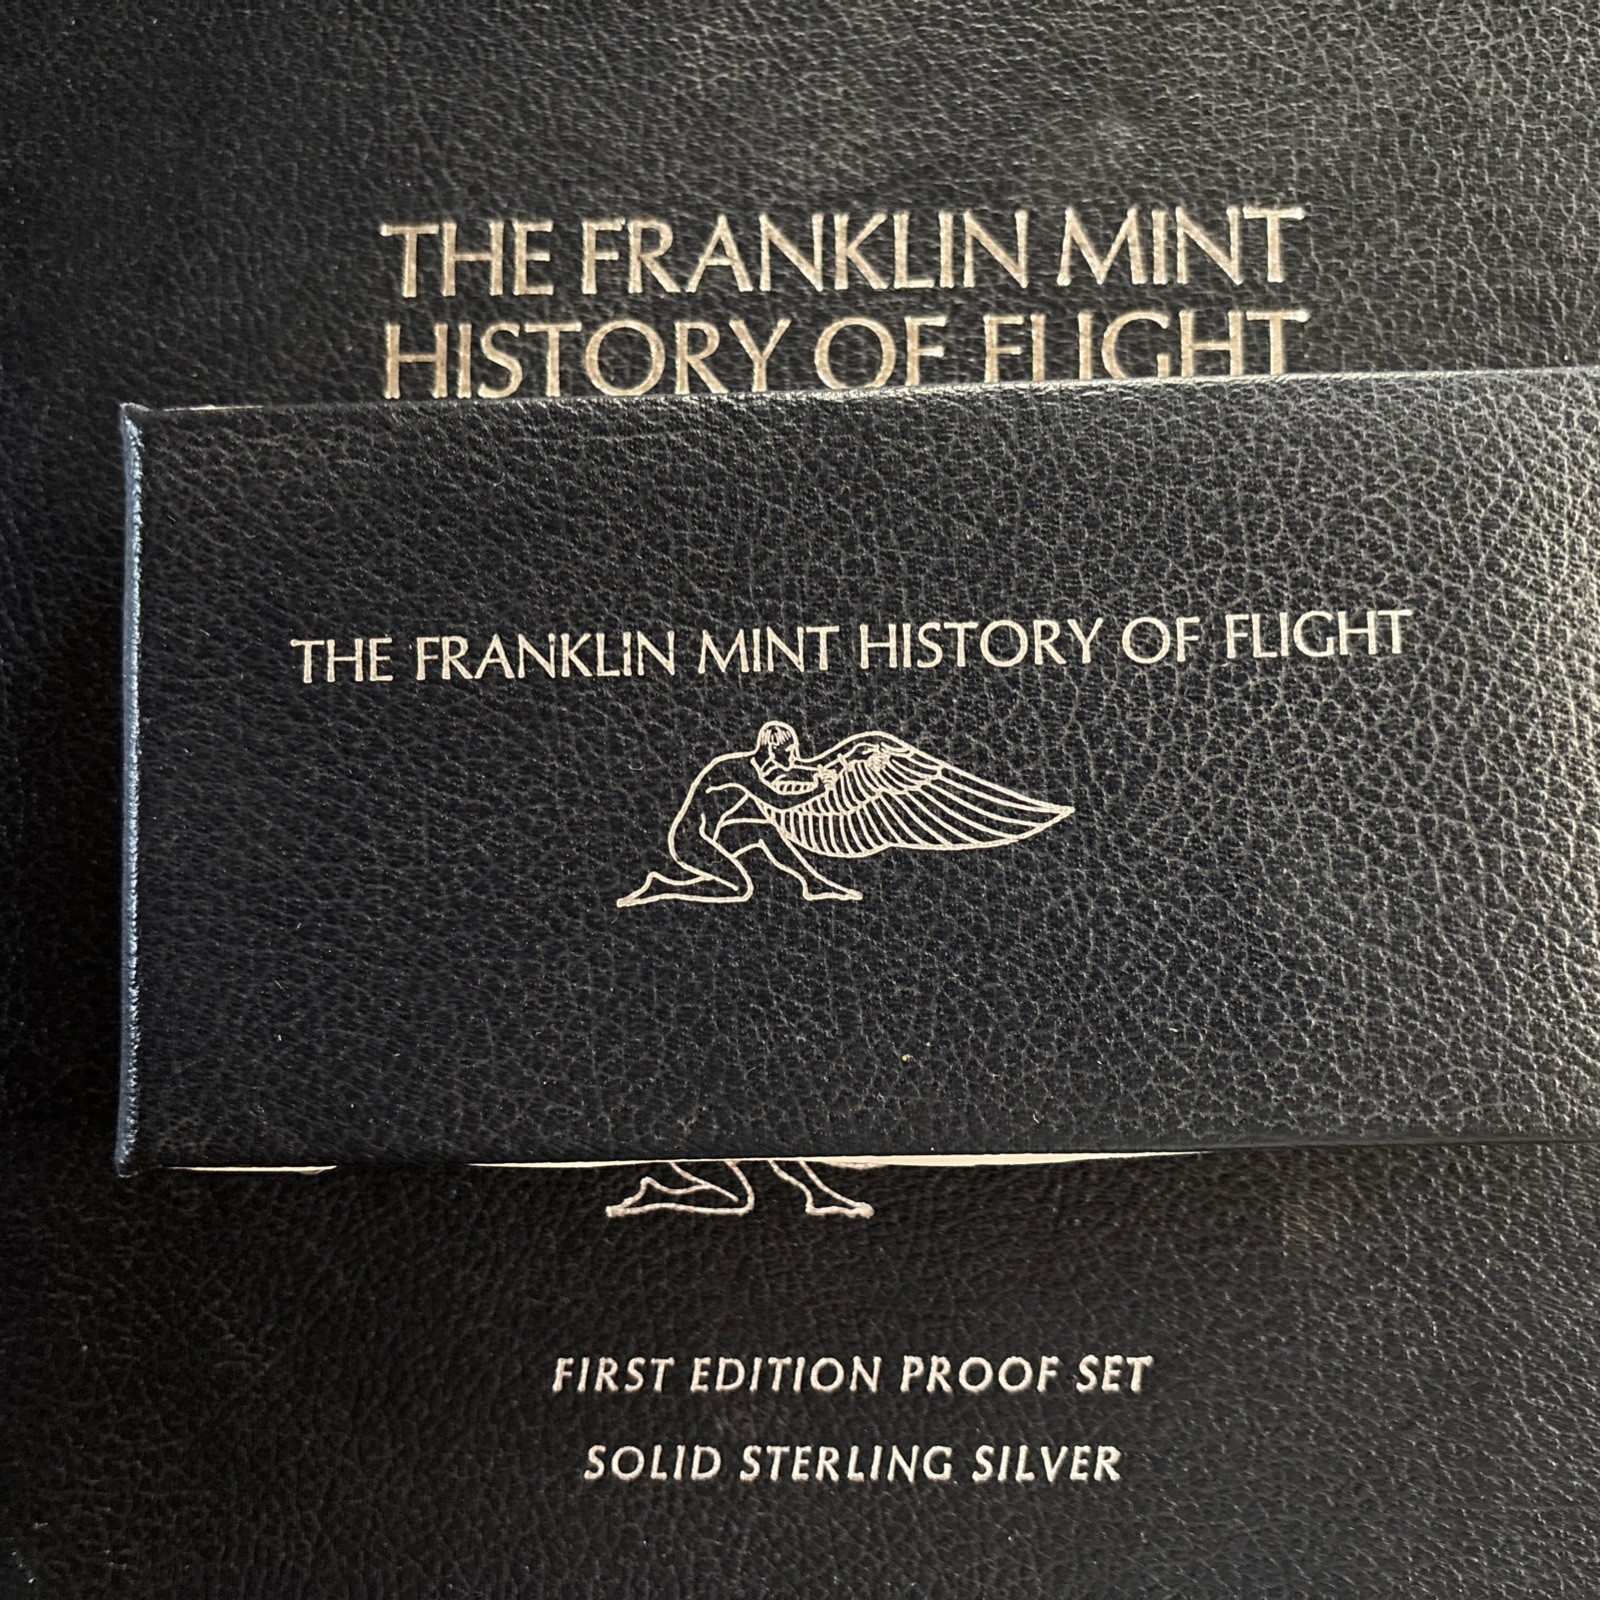 THE FRANKLIN MINT
HISTORY OF FLIGHT
THE FRANKLIN MINT HISTORY OF FLIGHT
FIRST EDITION PROOF SET
SOLID STERLING SILVER